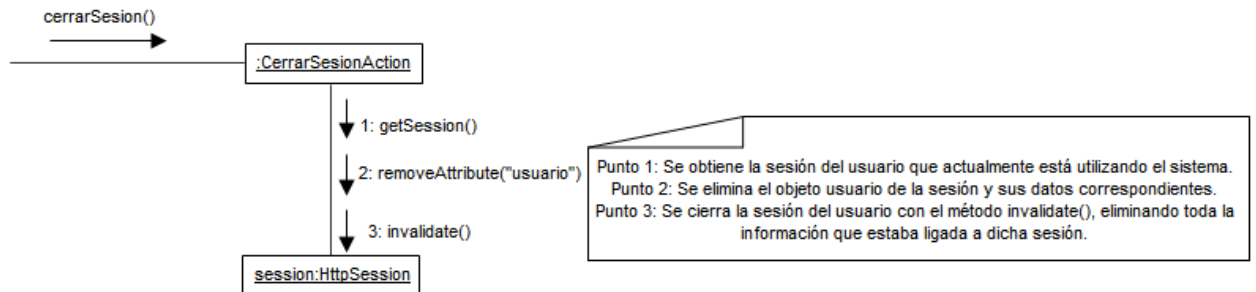 cerrarSesion()
:CerrarSesionAction
1: getSession()
2: removeAttribute("usuario")
3: invalidate()
session:HttpSession
Punto 1: Se obtiene la sesión del usuario que actualmente está utilizando el sistema.
Punto 2: Se elimina el objeto usuario de la sesión y sus datos correspondientes.
Punto 3: Se cierra la sesión del usuario con el método invalidate(), eliminando toda la
información que estaba ligada a dicha sesión.